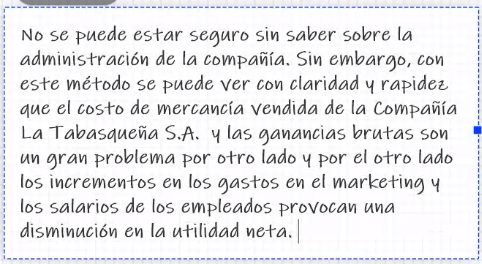 No se puede estar seguro sin saber sobre la
administración de la compañía. Sin embargo, con
este método se puede ver con claridad y rapidez
que el costo de mercancía vendida de la Compañía
La Tabasqueña S.A.  y las ganancias brutas son
un gran problema por otro lado y por el otro lado
los incrementos en los gastos en el marketing y
los salarios de los empleados provocan una
disminución en la utilidad neta.